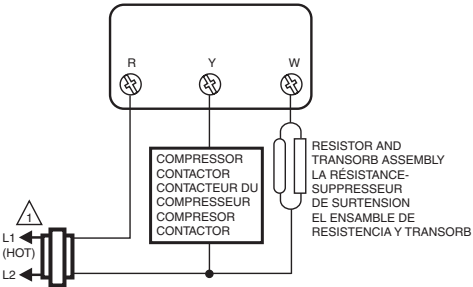 R
Y
W
COMPRESSOR
CONTACTOR
CONTACTEUR DU
COMPRESSEUR
COMPRESOR
CONTACTOR
RESISTOR AND
TRANSORB ASSEMBLY
LA RÉSISTANCE-
SUPPRESSEUR
DE SURTENSION
EL ENSAMBLE DE
RESISTENCIA Y TRANSORB
1
L1
(HOT)
L2